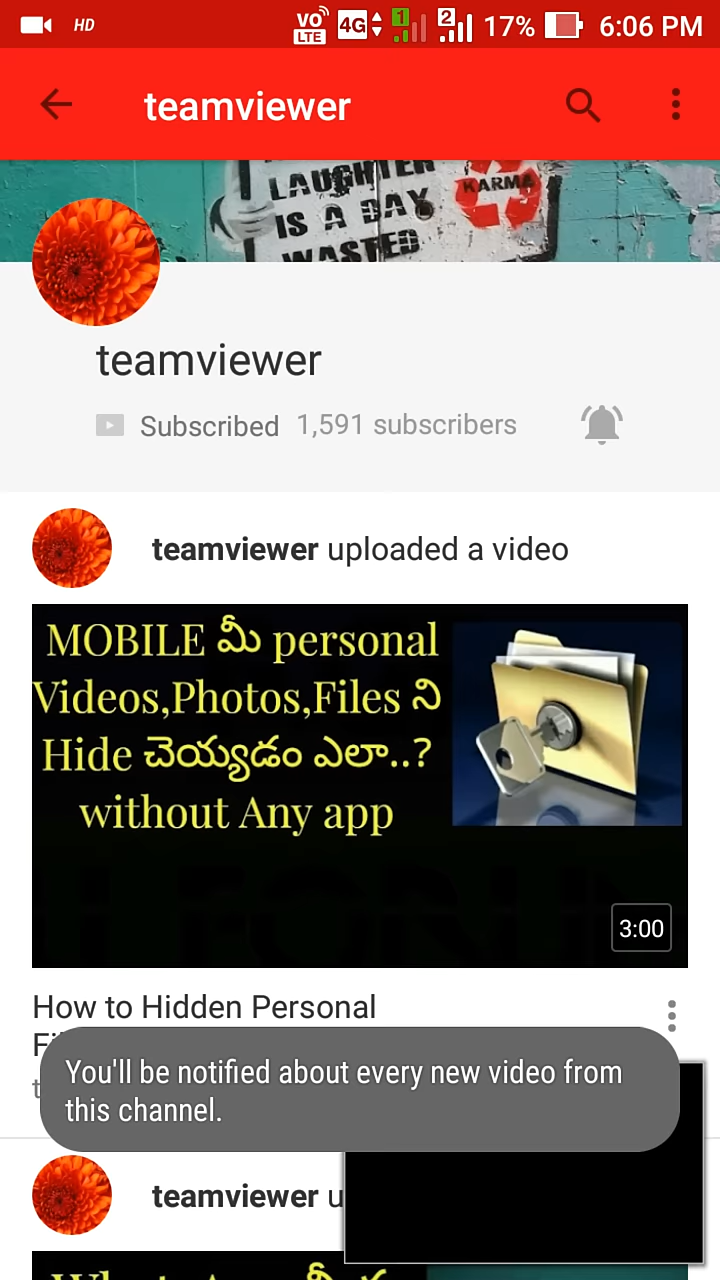 HD VO LTE 4G 1 2 17% 6:06 PM
teamviewer
LAUGHTER
IS A DAY
WASTED
KARMA
teamviewer
Subscribed 1,591 subscribers
teamviewer uploaded a video
MOBILE మీ personal
Videos,Photos,Files ని
Hide చెయ్యడం ఎలా..?
without Any app
3:00
How to Hidden Personal
You'll be notified about every new video from
this channel.
teamviewer